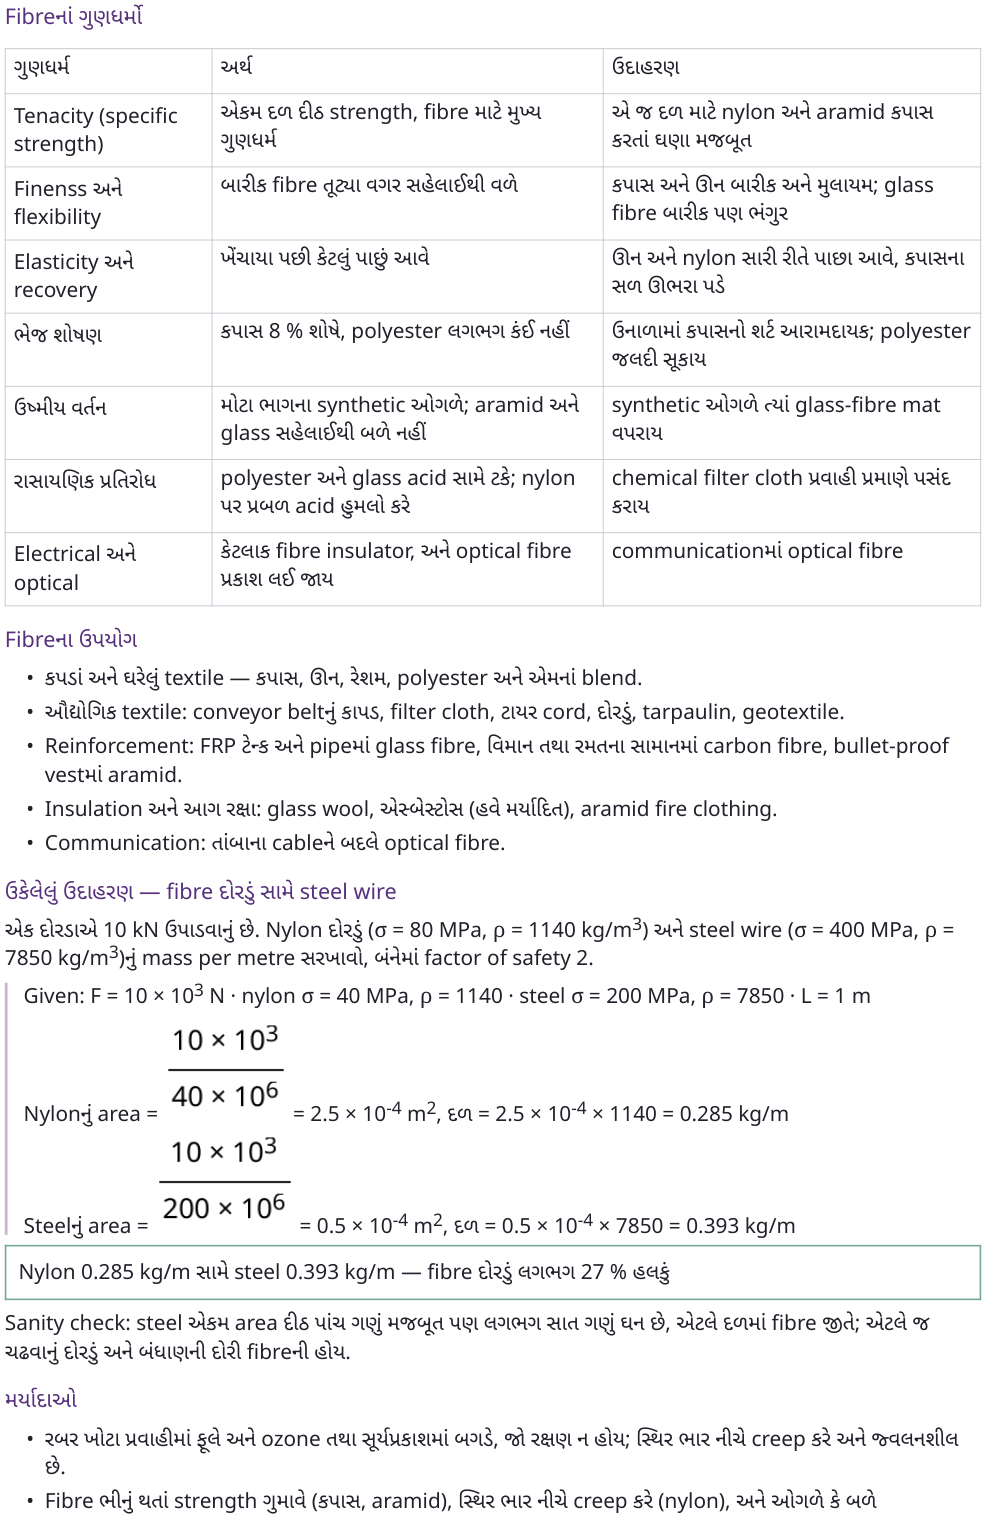 Fibreનાં ગુણધર્મો
ગુણધર્મ અર્થ ઉદાહરણ
Tenacity (specific strength) એકમ દળ દીઠ strength, fibre માટે મુખ્ય ગુણધર્મ એ જ દળ માટે nylon અને aramid કપાસ કરતાં ઘણા મજબૂત
Finenss અને flexibility બારીક fibre તૂટ્યા વગર સહેલાઈથી વળે કપાસ અને ઊન બારીક અને મુલાયમ; glass fibre બારીક પણ ભંગુર
Elasticity અને recovery ખેંચાયા પછી કેટલું પાછું આવે ઊન અને nylon સારી રીતે પાછા આવે, કપાસના સળ ઊભરા પડે
ભેજ શોષણ કપાસ 8 % શોષે, polyester લગભગ કંઈ નહીં ઉનાળામાં કપાસનો શર્ટ આરામદાયક; polyester જલદી સૂકાય
ઉષ્મીય વર્તન મોટા ભાગના synthetic ઓગળે; aramid અને glass સહેલાઈથી બળે નહીં synthetic ઓગળે ત્યાં glass-fibre mat વપરાય
રાસાયણિક પ્રતિરોધ polyester અને glass acid સામે ટકે; nylon પર પ્રબળ acid હુમલો કરે chemical filter cloth પ્રવાહી પ્રમાણે પસંદ કરાય
Electrical અને optical કેટલાક fibre insulator, અને optical fibre પ્રકાશ લઈ જાય communicationમાં optical fibre
Fibreના ઉપયોગ
• કપડાં અને ઘરેલું textile — કપાસ, ઊન, રેશમ, polyester અને એમનાં blend.
• ઔદ્યોગિક textile: conveyor beltનું કાપડ, filter cloth, ટાયર cord, દોરડું, tarpaulin, geotextile.
• Reinforcement: FRP ટેન્ક અને pipeમાં glass fibre, વિમાન તથા રમતના સામાનમાં carbon fibre, bullet-proof
vestમાં aramid.
• Insulation અને આગ રક્ષા: glass wool, એસ્બેસ્ટોસ (હવે મર્યાદિત), aramid fire clothing.
• Communication: તાંબાના cableને બદલે optical fibre.
ઉકેલેલું ઉદાહરણ — fibre દોરડું સામે steel wire
એક દોરડાએ 10 kN ઉપાડવાનું છે. Nylon દોરડું (σ = 80 MPa, ρ = 1140 kg/m³) અને steel wire (σ = 400 MPa, ρ =
7850 kg/m³)નું mass per metre સરખાવો, બંનેમાં factor of safety 2.
Given: F = 10 × 10³ N · nylon σ = 40 MPa, ρ = 1140 · steel σ = 200 MPa, ρ = 7850 · L = 1 m
10 × 10³
40 × 10⁶
Nylonનું area = = 2.5 × 10⁻⁴ m², દળ = 2.5 × 10⁻⁴ × 1140 = 0.285 kg/m
10 × 10³
200 × 10⁶
Steelનું area = = 0.5 × 10⁻⁴ m², દળ = 0.5 × 10⁻⁴ × 7850 = 0.393 kg/m
Nylon 0.285 kg/m સામે steel 0.393 kg/m — fibre દોરડું લગભગ 27 % હલકું
Sanity check: steel એકમ area દીઠ પાંચ ગણું મજબૂત પણ લગભગ સાત ગણું ઘન છે, એટલે દળમાં fibre જીતે; એટલે જ
ચઢવાનું દોરડું અને બંધાણની દોરી fibreની હોય.
મર્યાદાઓ
• રબર ખોટા પ્રવાહીમાં ફૂલે અને ozone તથા સૂર્યપ્રકાશમાં બગડે, જો રક્ષણ ન હોય; સ્થિર ભાર નીચે creep કરે અને જ્વલનશીલ
છે.
• Fibre ભીનું થતાં strength ગુમાવે (કપાસ, aramid), સ્થિર ભાર નીચે creep કરે (nylon), અને ઓગળે કે બળે